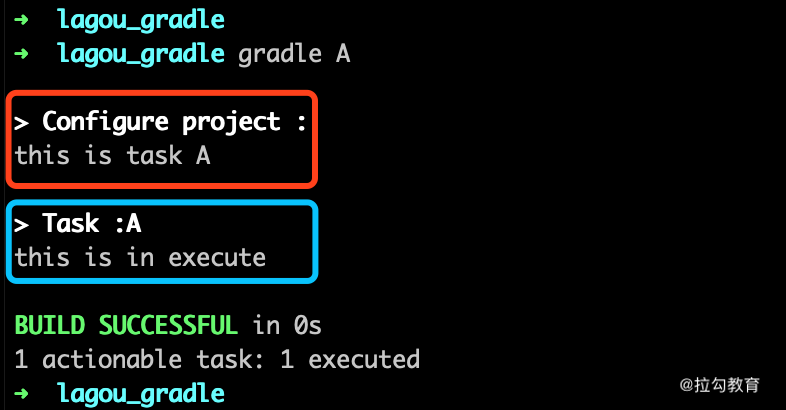 ➜ lagou_gradle
➜ lagou_gradle gradle A
> Configure project :
this is task A
> Task :A
this is in execute
BUILD SUCCESSFUL in 0s
1 actionable task: 1 executed
➜ lagou_gradle
@拉勾教育